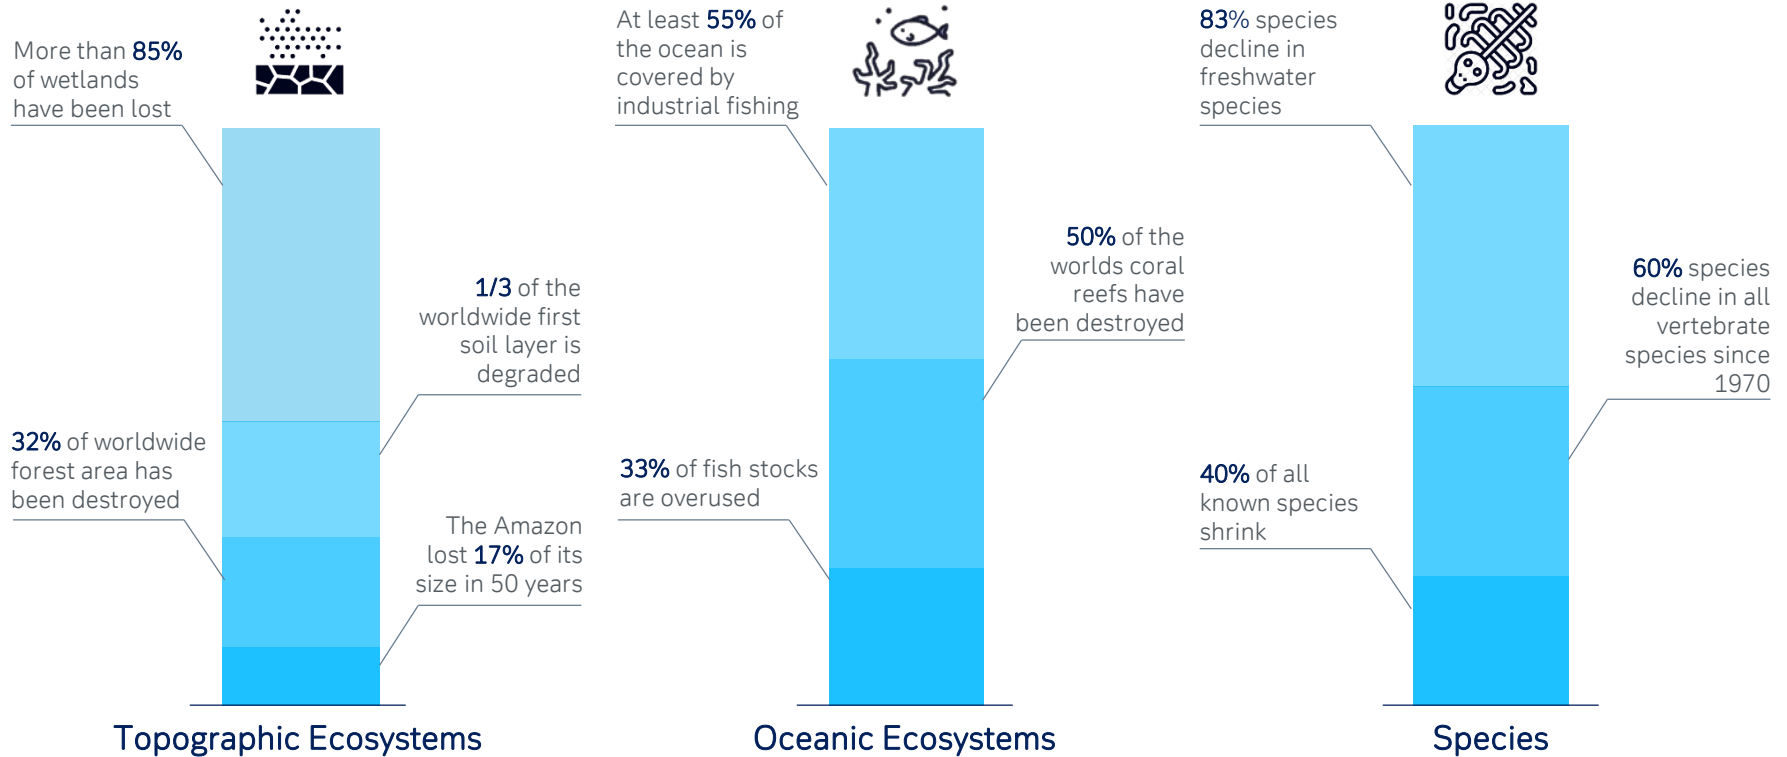 More than 85%
of wetlands
have been lost
1/3 of the
worldwide first
soil layer is
degraded
32% of worldwide
forest area has
been destroyed
The Amazon
lost 17% of its
size in 50 years
Topographic Ecosystems
At least 55% of
the ocean is
covered by
industrial fishing
50% of the
worlds coral
reefs have
been destroyed
33% of fish stocks
are overused
Oceanic Ecosystems
83% species
decline in
freshwater
species
60% species
decline in all
vertebrate
species since
1970
40% of all
known species
shrink
Species